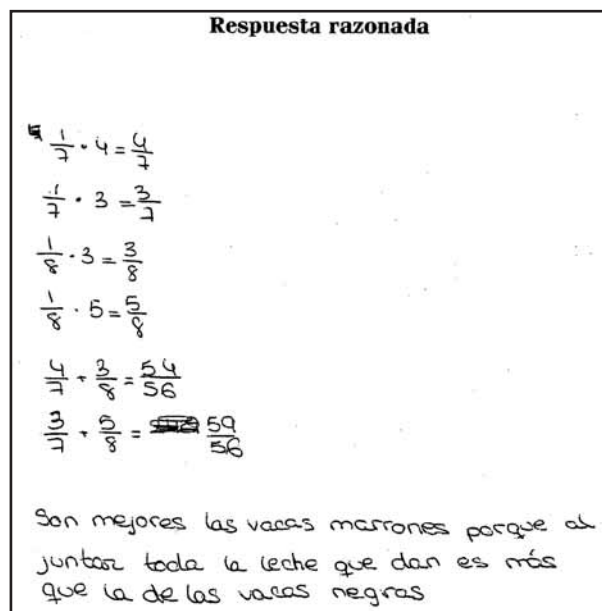 Respuesta razonada
1/7 · 4 = 4/7
1/7 · 3 = 3/7
1/8 · 3 = 3/8
1/8 · 5 = 5/8
4/7 + 3/8 = 54/56
3/7 + 5/8 = 59/56
Son mejores las vacas marrones porque al
juntar toda la leche que dan es más
que la de las vacas negras